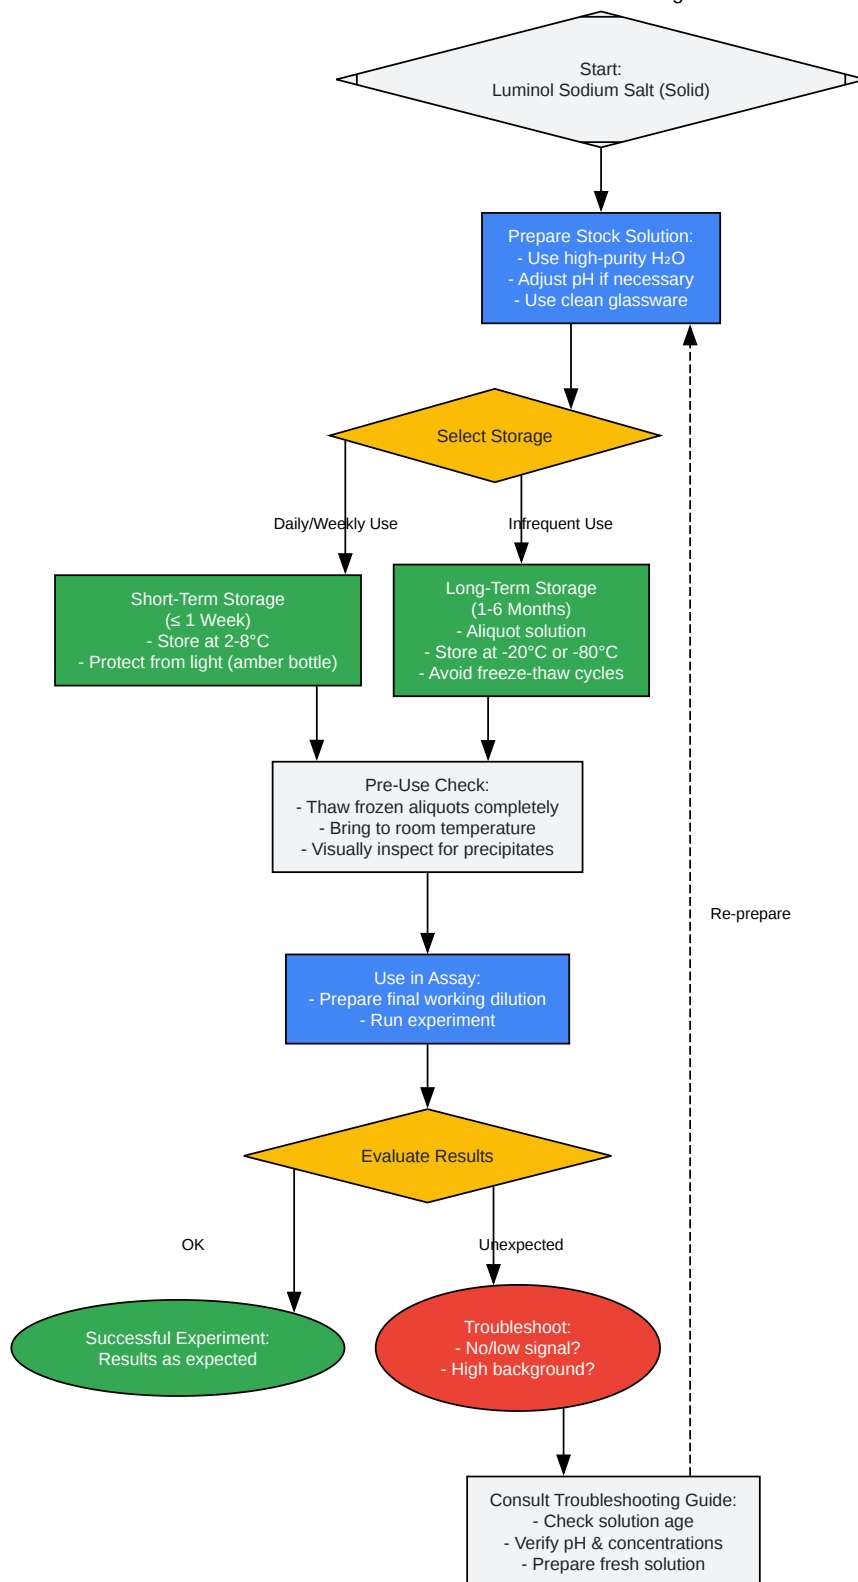 Start:
Luminol Sodium Salt (Solid)
Prepare Stock Solution:
- Use high-purity H₂O
- Adjust pH if necessary
- Use clean glassware
Select Storage
Daily/Weekly Use
Infrequent Use
Short-Term Storage
(≤ 1 Week)
- Store at 2-8°C
- Protect from light (amber bottle)
Long-Term Storage
(1-6 Months)
- Aliquot solution
- Store at -20°C or -80°C
- Avoid freeze-thaw cycles
Pre-Use Check:
- Thaw frozen aliquots completely
- Bring to room temperature
- Visually inspect for precipitates
Re-prepare
Use in Assay:
- Prepare final working dilution
- Run experiment
Evaluate Results
OK
Unexpected
Successful Experiment:
Results as expected
Troubleshoot:
- No/low signal?
- High background?
Consult Troubleshooting Guide:
- Check solution age
- Verify pH & concentrations
- Prepare fresh solution